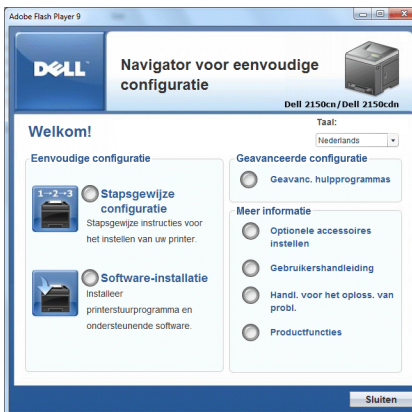 Adobe Flash Player 9
DELL
Navigator voor eenvoudige
configuratie
Dell 2150cn/Dell 2150cdn
Welkom!
Taal:
Nederlands
Eenvoudige configuratie
1→2→3
Stapsgewijze
configuratie
Stapsgewijze instructies voor
het instellen van uw printer.
Software-installatie
Installeer
printerstuurprogramma en
ondersteunende software.
Geavanceerde configuratie
Geavanc. hulpprogrammas
Meer informatie
Optionele accessoires
instellen
Gebruikershandleiding
Handl. voor het oploss. van
probl.
Productfuncties
Sluiten